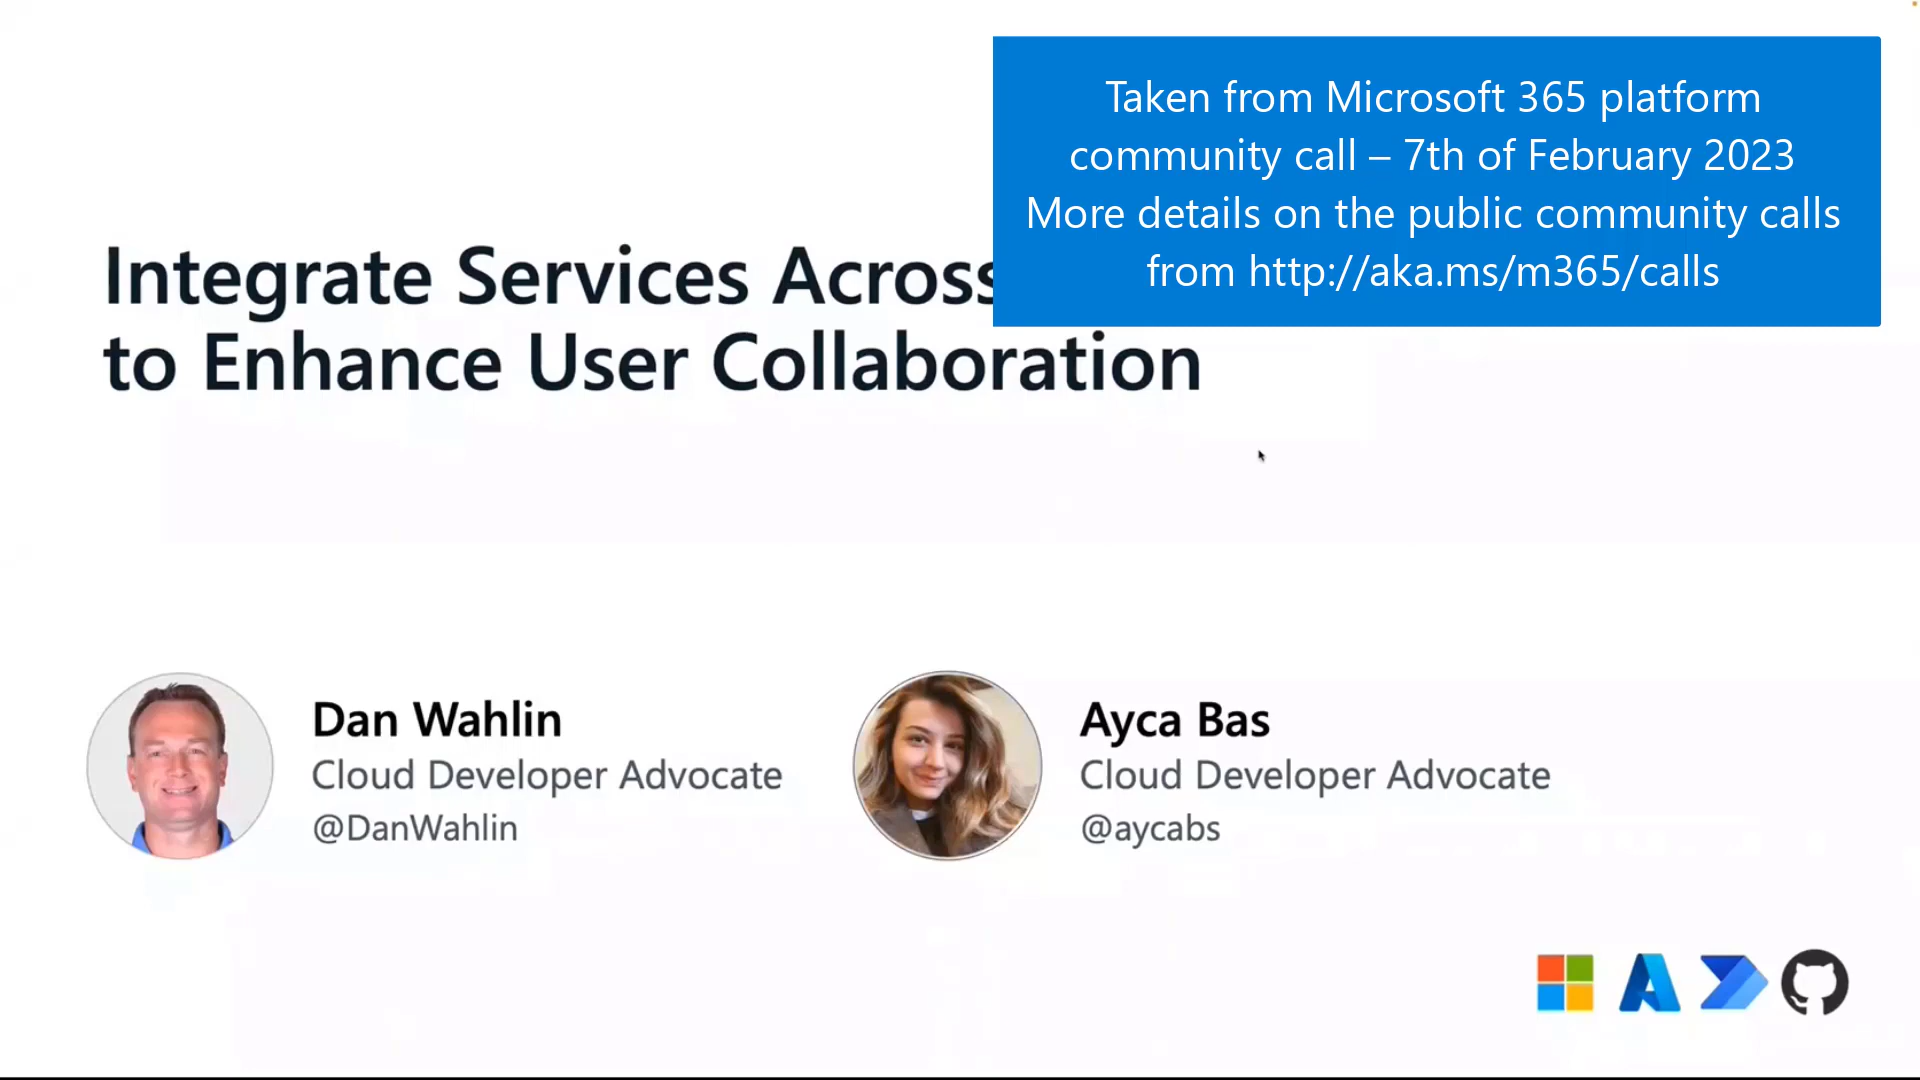 Taken from Microsoft 365 platform
community call – 7th of February 2023
More details on the public community calls
from http://aka.ms/m365/calls
Integrate Services Across
to Enhance User Collaboration
Dan Wahlin
Cloud Developer Advocate
@DanWahlin
Ayca Bas
Cloud Developer Advocate
@aycabs